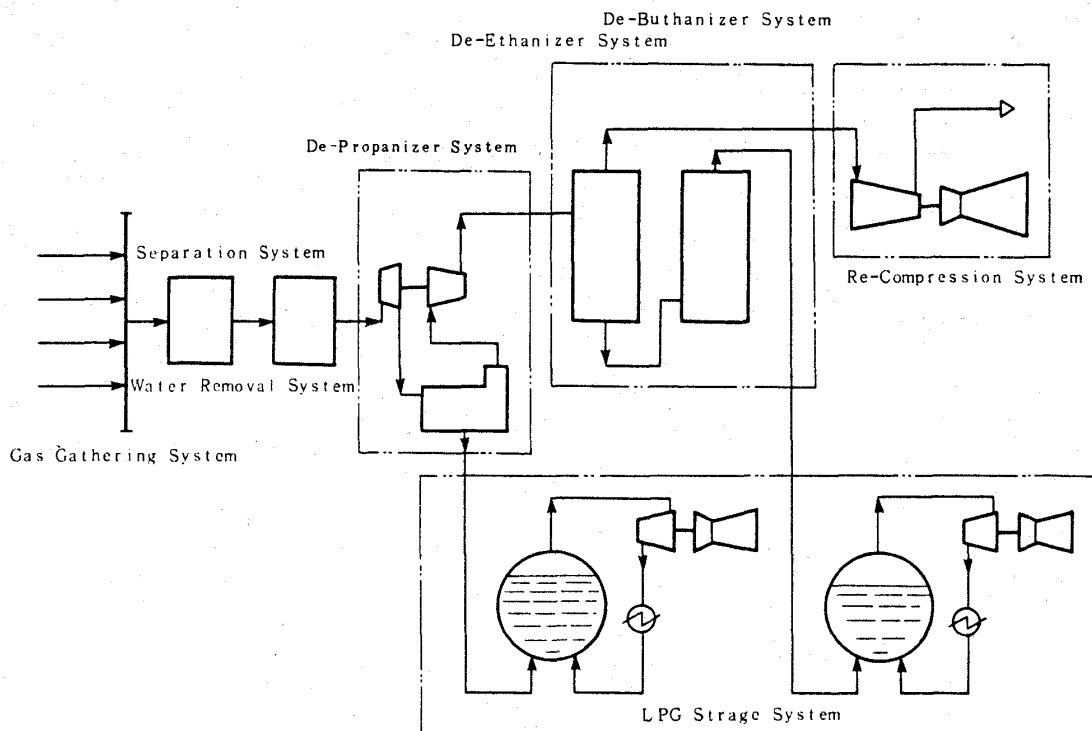 De-Buthanizer System
De-Ethanizer System
De-Propanizer System
Separation System
Re-Compression System
Water Removal System
Gas Gathering System
LPG Strage System